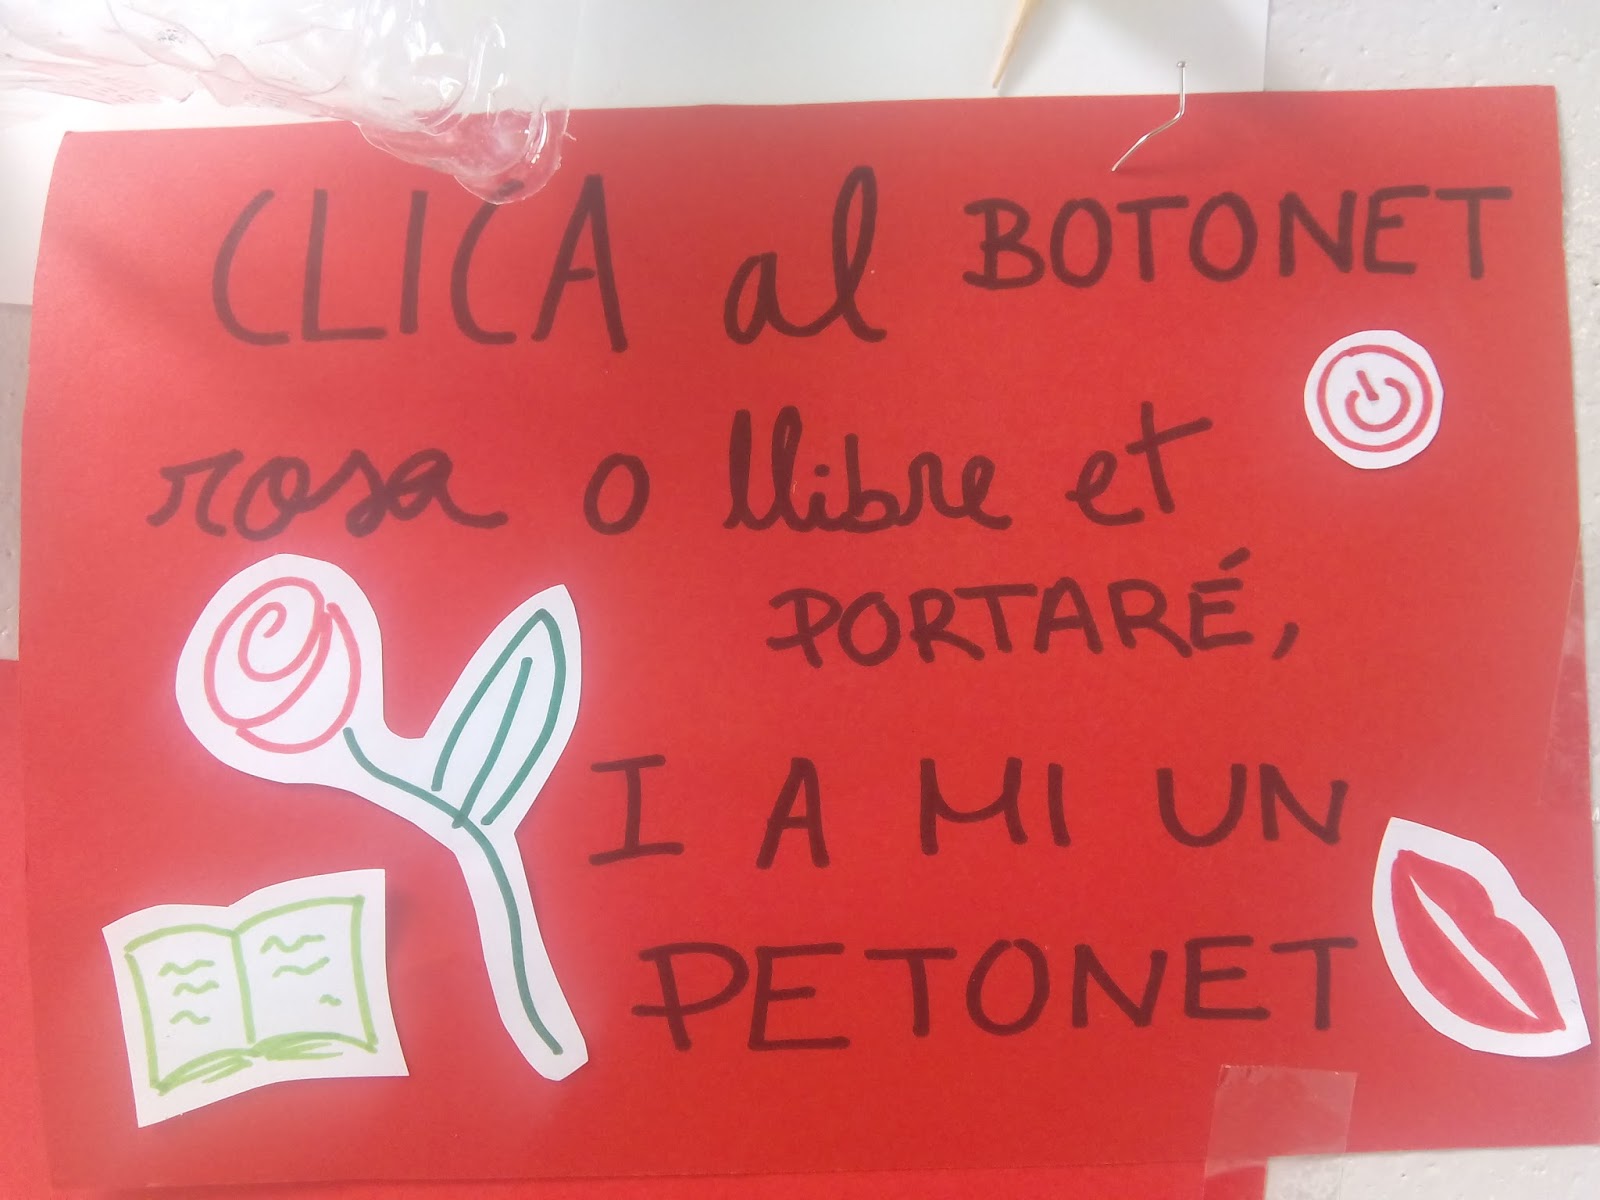 CLICA al BOTONET
rosa o llibre et
PORTARÉ,
I A MI UN
PETONET